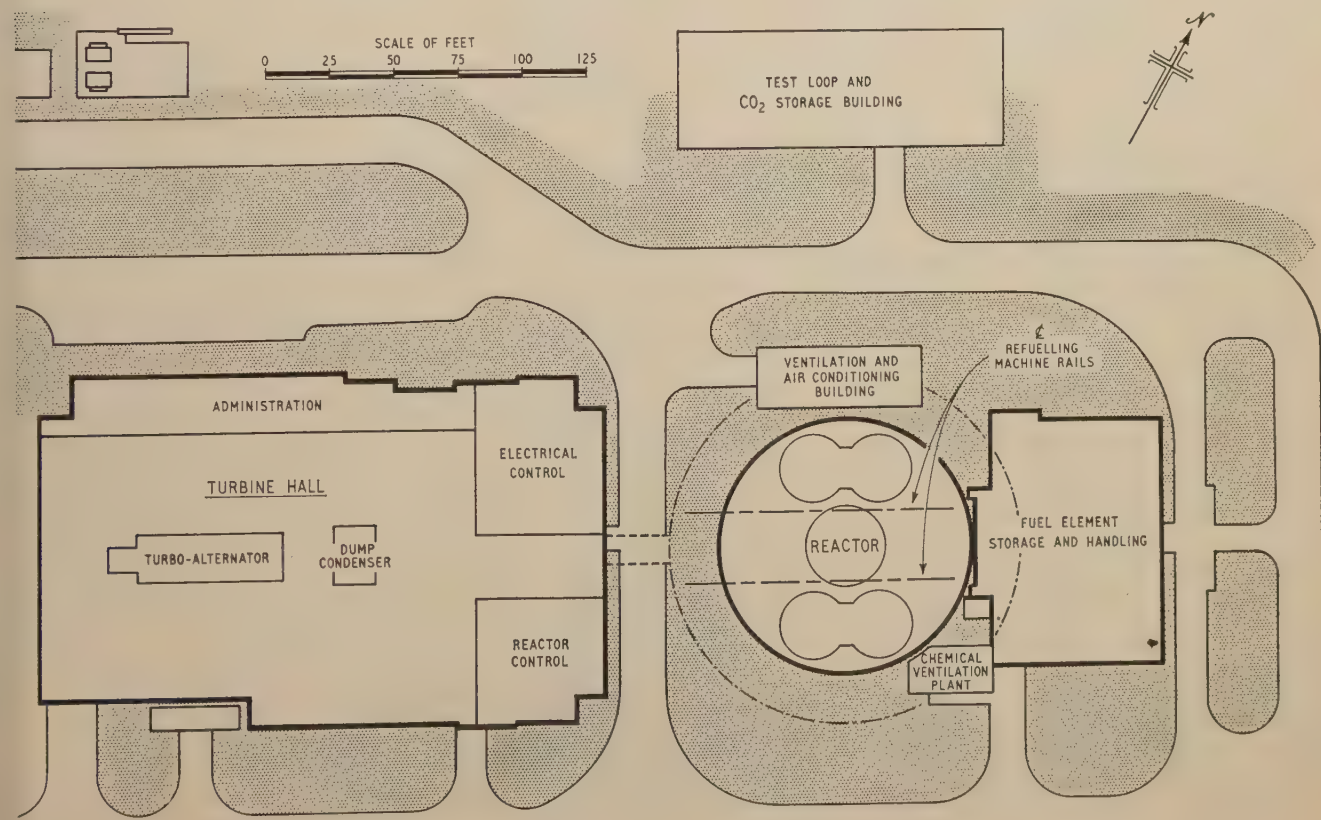 SCALE OF FEET
0 25 50 75 100 125
TEST LOOP AND
CO₂ STORAGE BUILDING
N
℄
REFUELLING
MACHINE RAILS
VENTILATION AND
AIR CONDITIONING
BUILDING
ADMINISTRATION
ELECTRICAL
CONTROL
TURBINE HALL
TURBO-ALTERNATOR
DUMP
CONDENSER
REACTOR
FUEL ELEMENT
STORAGE AND HANDLING
REACTOR
CONTROL
CHEMICAL
VENTILATION
PLANT